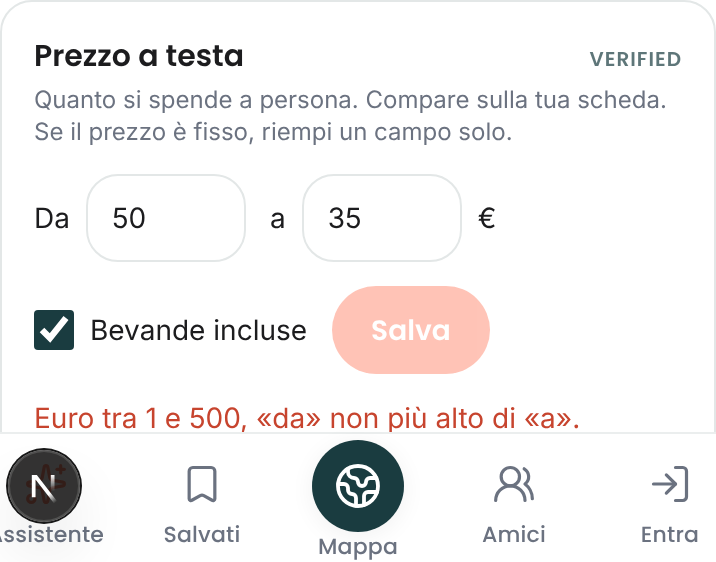 Prezzo a testa
VERIFIED
Quanto si spende a persona. Compare sulla tua scheda.
Se il prezzo è fisso, riempi un campo solo.
Da 50 a 35 €
Bevande incluse
Salva
Euro tra 1 e 500, «da» non più alto di «a».
N
Assistente
Salvati
Mappa
Amici
Entra